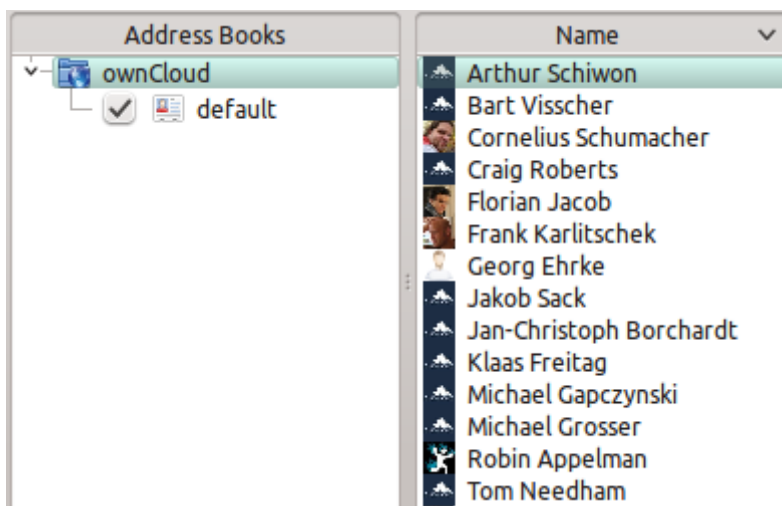 Address Books
ownCloud
default
Name
Arthur Schiwon
Bart Visscher
Cornelius Schumacher
Craig Roberts
Florian Jacob
Frank Karlitschek
Georg Ehrke
Jakob Sack
Jan-Christoph Borchardt
Klaas Freitag
Michael Gapczynski
Michael Grosser
Robin Appelman
Tom Needham